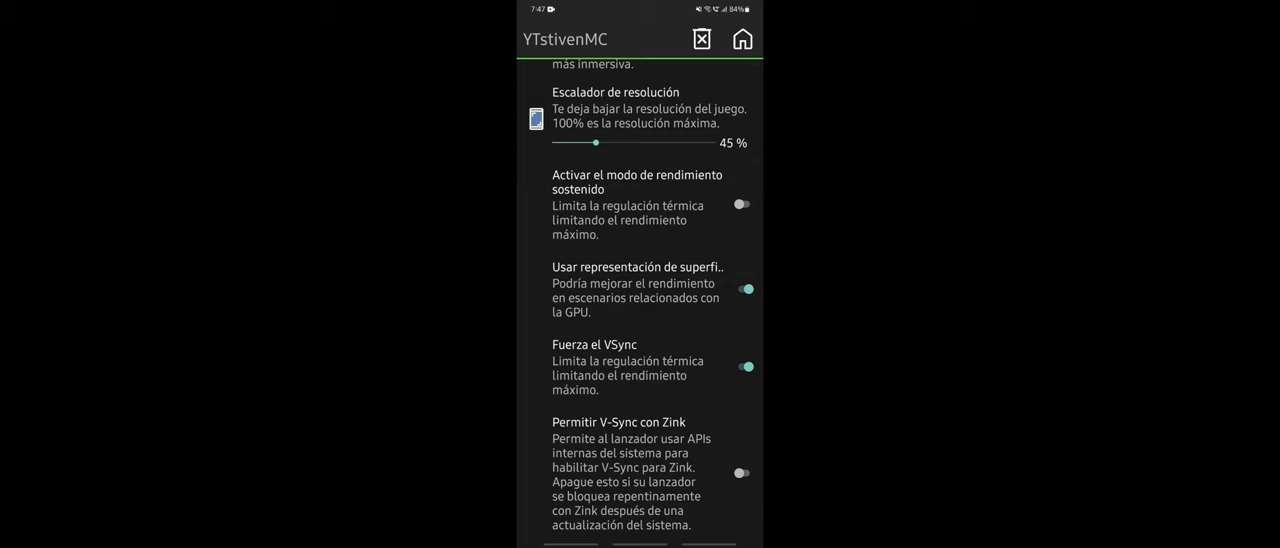 7:47
84%
YTstivenMC
más inmersiva.
Escalador de resolución
Te deja bajar la resolución del juego.
100% es la resolución máxima.
45 %
Activar el modo de rendimiento
sostenido
Limita la regulación térmica
limitando el rendimiento
máximo.
Usar representación de superfi..
Podría mejorar el rendimiento
en escenarios relacionados con
la GPU.
Fuerza el VSync
Limita la regulación térmica
limitando el rendimiento
máximo.
Permitir V-Sync con Zink
Permite al lanzador usar APIs
internas del sistema para
habilitar V-Sync para Zink.
Apague esto si su lanzador
se bloquea repentinamente
con Zink después de una
actualización del sistema.